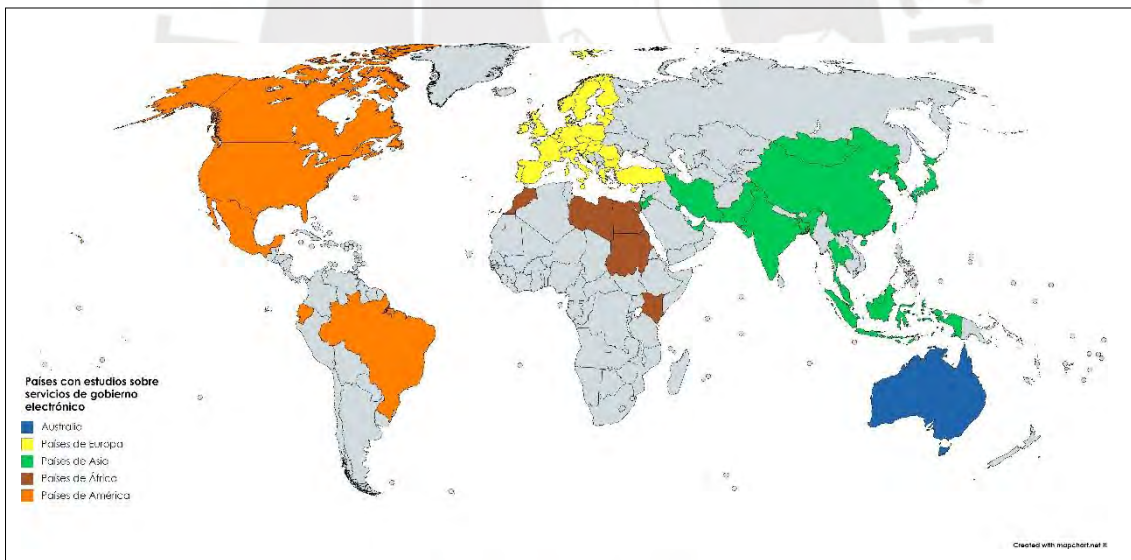 Países con estudios sobre
servicios de gobierno
electrónico
Australia
Países de Europa
Países de Asia
Países de África
Países de América
Created with mapchart.net ®